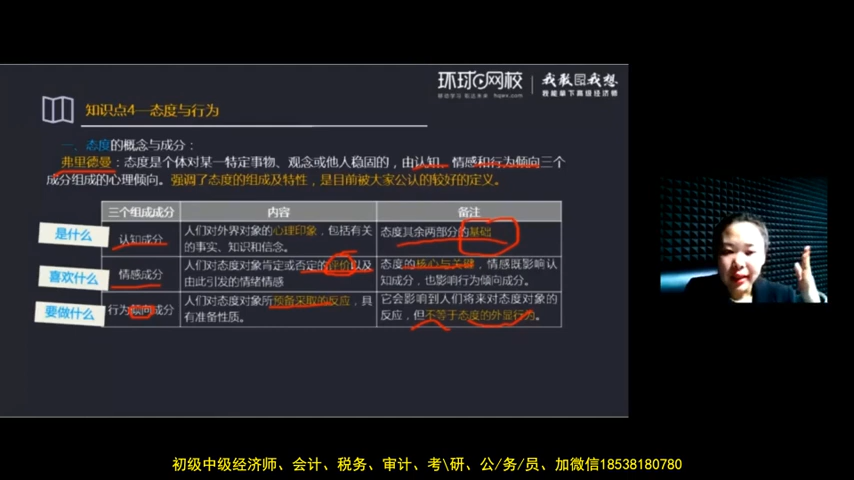 环球网校
我敢因我想
我能拿下高级经济师
hqwx.com
知识点4—态度与行为
一、态度的概念与成分：
弗里德曼：态度是个体对某一特定事物、观念或他人稳固的，由认知、情感和行为倾向三个
成分组成的心理倾向。强调了态度的组成及特性，是目前被大家公认的较好的定义。
三个组成成分 内容 备注
是什么
认知成分 人们对外界对象的心理印象，包括有关的事实、知识和信念。 态度其余两部分的基础
喜欢什么
情感成分 人们对态度对象肯定或否定的评价以及由此引发的情绪情感 态度的核心与关键，情感既影响认知成分，也影响行为倾向成分。
要做什么
行为倾向成分 人们对态度对象所预备采取的反应，具有准备性质。 它会影响到人们将来对态度对象的反应，但不等于态度的外显行为。
初级中级经济师、会计、税务、审计、考\研、公/务/员、加微信18538180780